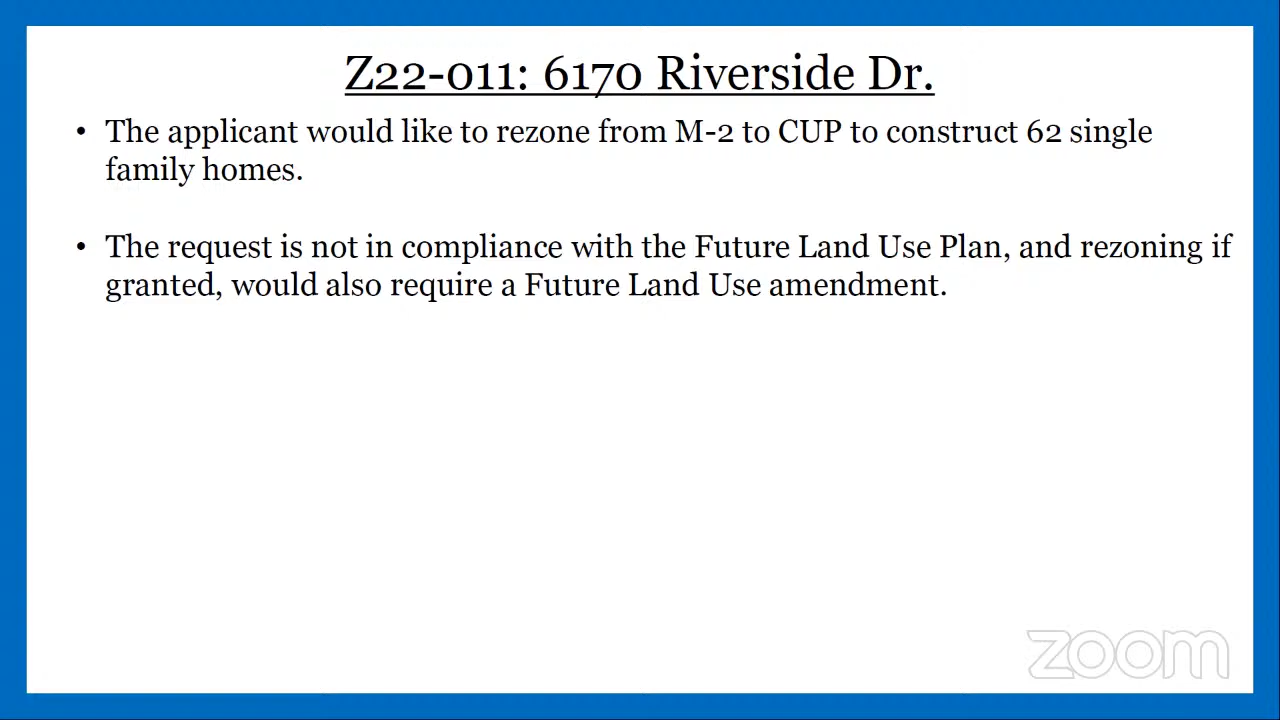 Z22-011: 6170 Riverside Dr.
• The applicant would like to rezone from M-2 to CUP to construct 62 single
family homes.
• The request is not in compliance with the Future Land Use Plan, and rezoning if
granted, would also require a Future Land Use amendment.
zoom